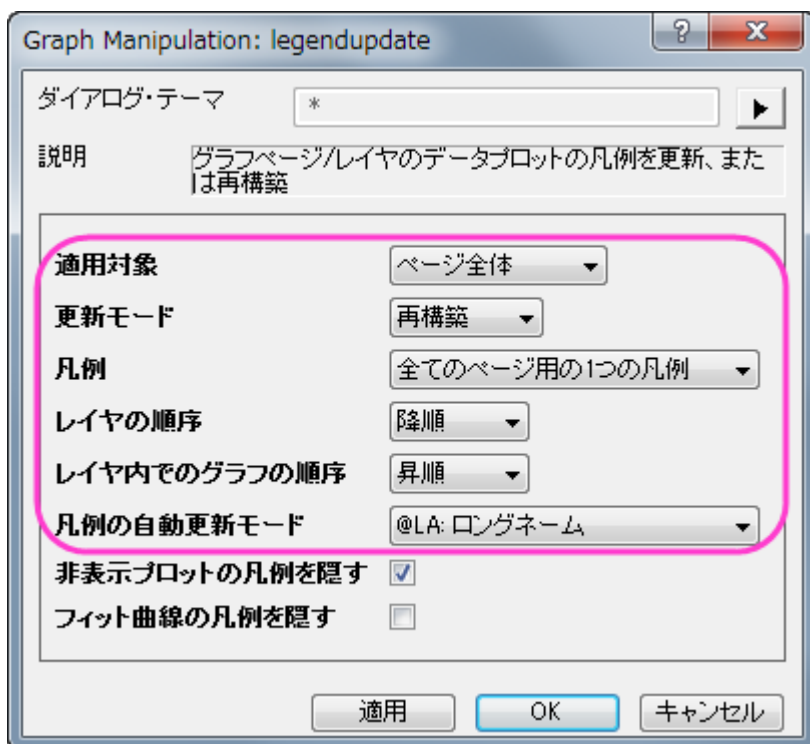 Graph Manipulation: legendupdate
ダイアログ・テーマ *
説明 グラフページ/レイヤのデータプロットの凡例を更新、また
は再構築
適用対象 ページ全体
更新モード 再構築
凡例 全てのページ用の1つの凡例
レイヤの順序 降順
レイヤ内でのグラフの順序 昇順
凡例の自動更新モード @LA: ロングネーム
非表示プロットの凡例を隠す
フィット曲線の凡例を隠す
適用 OK キャンセル